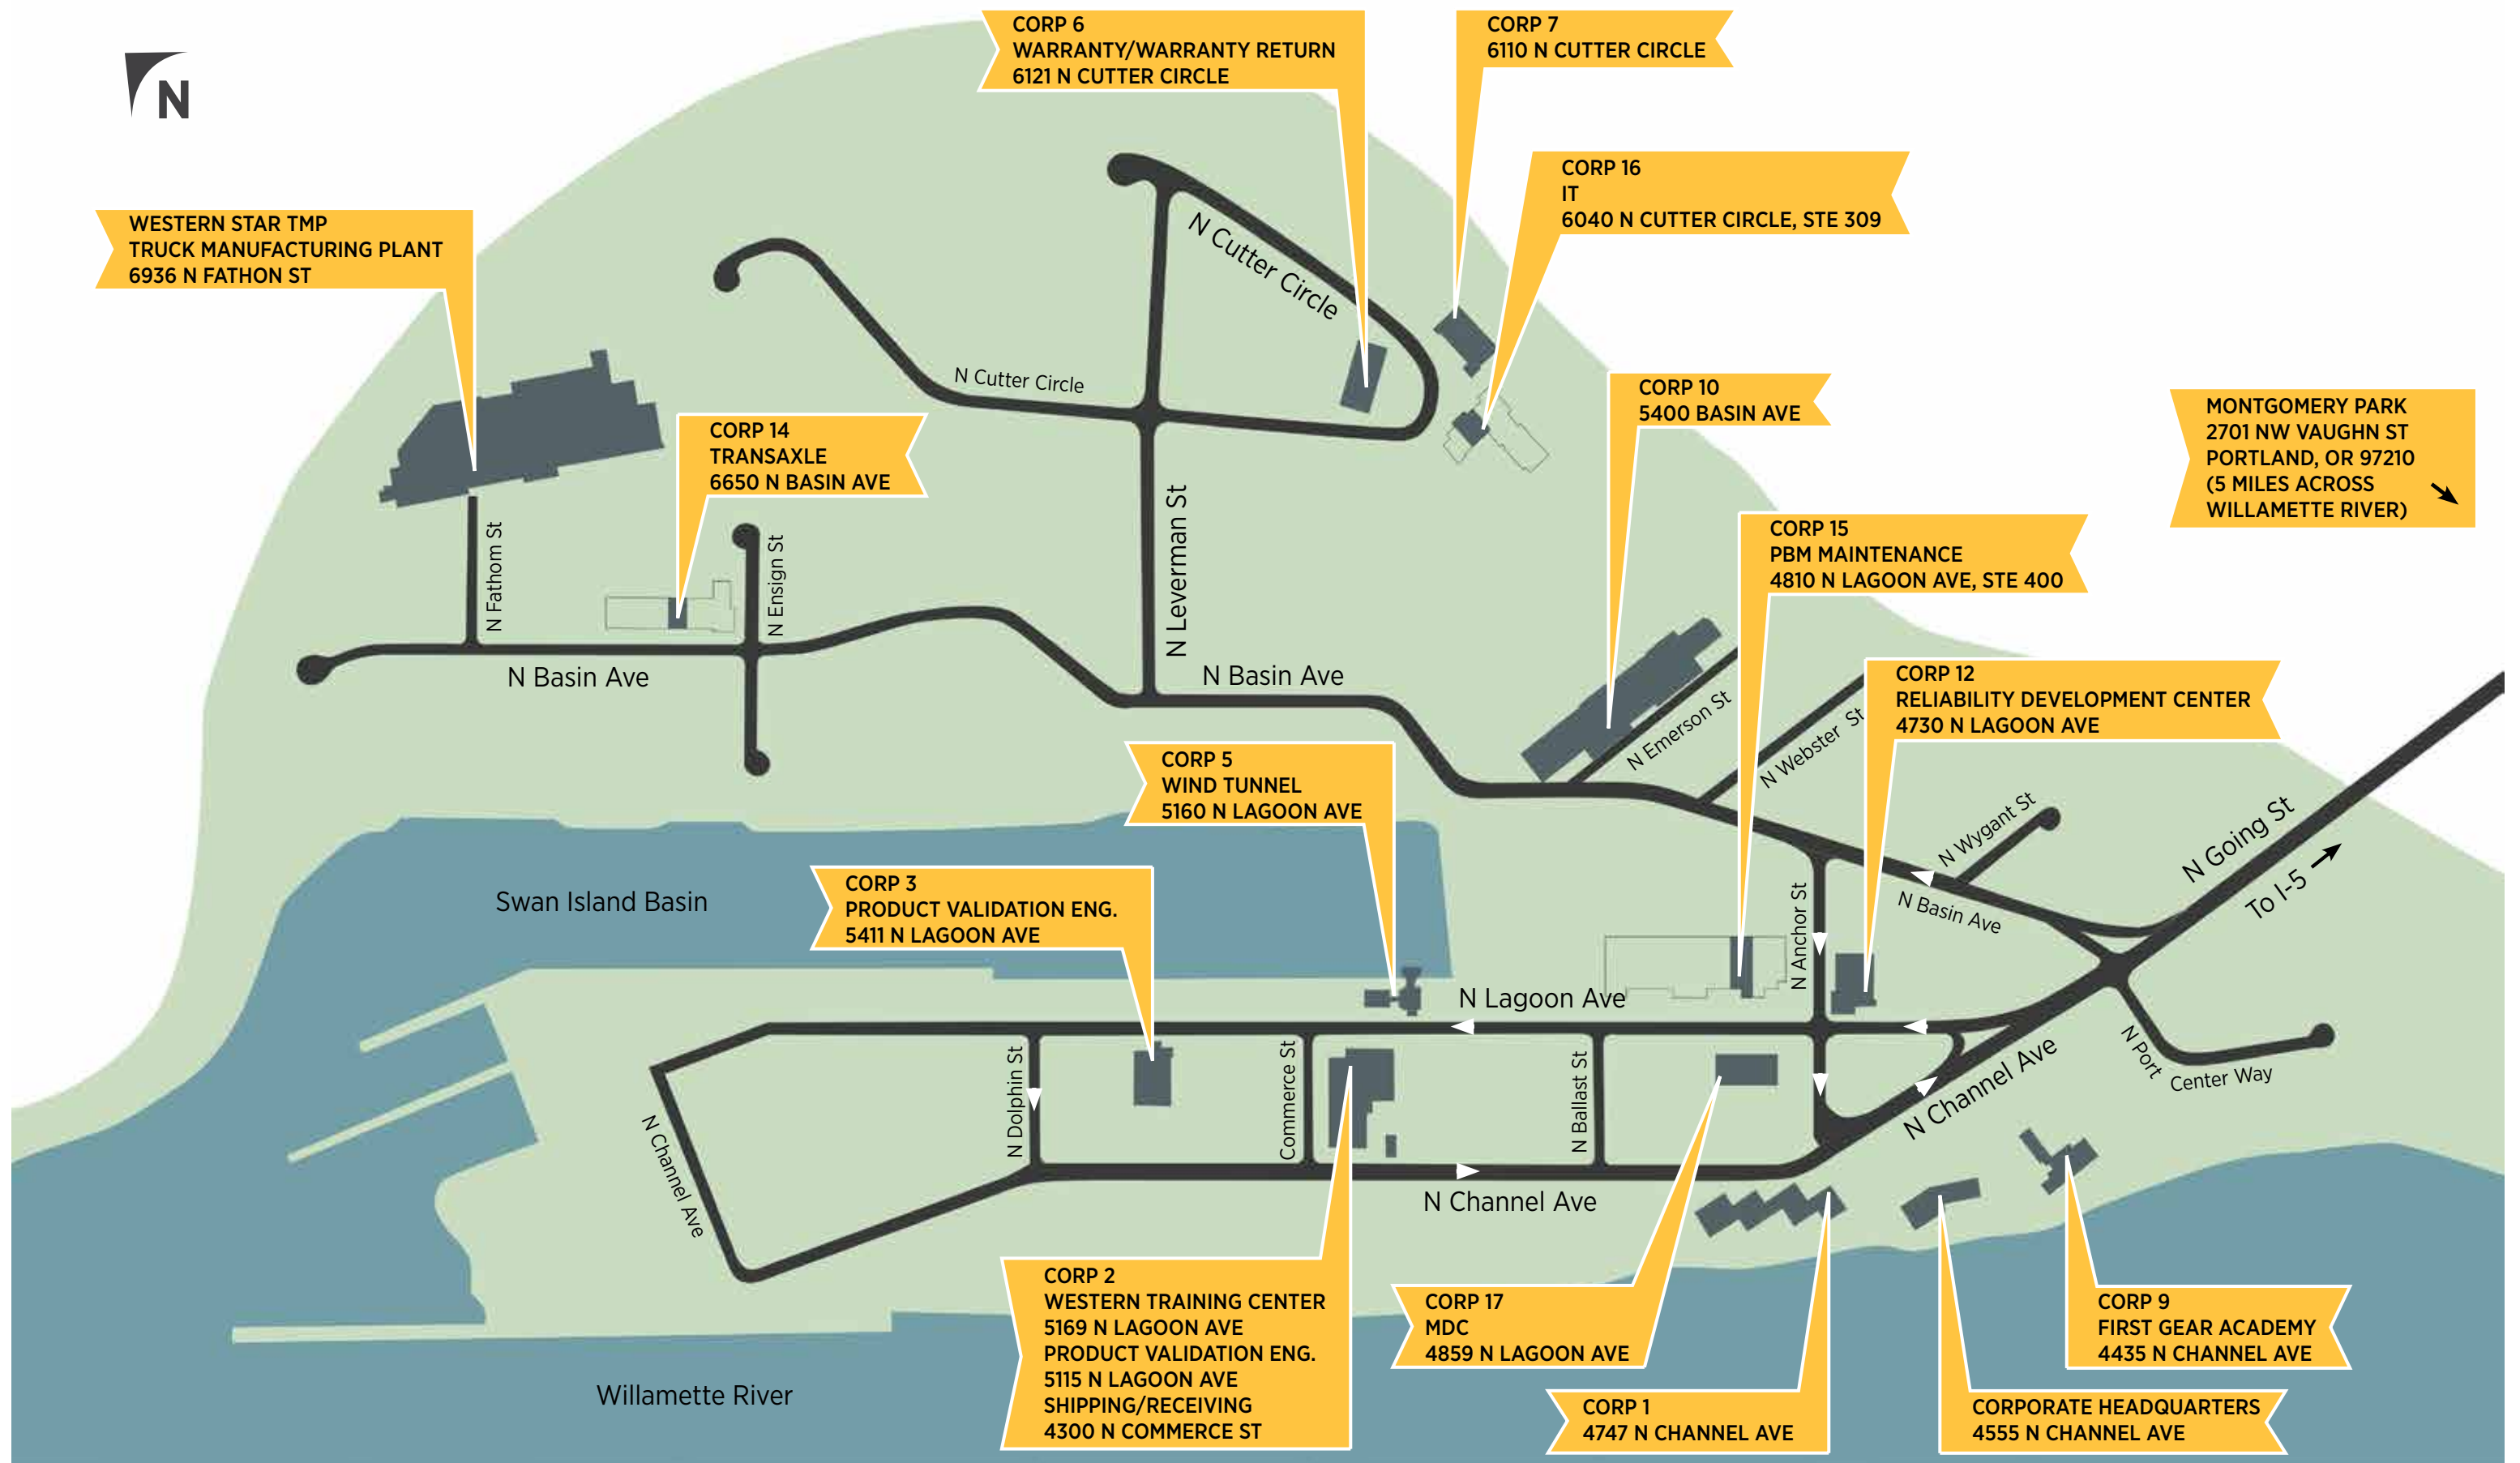 N
CORP 6
WARRANTY/WARRANTY RETURN
6121 N CUTTER CIRCLE
CORP 7
6110 N CUTTER CIRCLE
CORP 16
IT
6040 N CUTTER CIRCLE, STE 309
WESTERN STAR TMP
TRUCK MANUFACTURING PLANT
6936 N FATHON ST
N Cutter Circle
N Cutter Circle
CORP 10
5400 BASIN AVE
MONTGOMERY PARK
2701 NW VAUGHN ST
PORTLAND, OR 97210
(5 MILES ACROSS
WILLAMETTE RIVER)
CORP 14
TRANSAXLE
6650 N BASIN AVE
N Fathom St
N Ensign St
N Leverman St
CORP 15
PBM MAINTENANCE
4810 N LAGOON AVE, STE 400
N Basin Ave
N Basin Ave
CORP 12
RELIABILITY DEVELOPMENT CENTER
4730 N LAGOON AVE
N Emerson St
N Webster St
CORP 5
WIND TUNNEL
5160 N LAGOON AVE
N Wygant St
N Going St
To I-5
Swan Island Basin
CORP 3
PRODUCT VALIDATION ENG.
5411 N LAGOON AVE
N Anchor St
N Basin Ave
N Lagoon Ave
N Dolphin St
Commerce St
N Ballast St
N Channel Ave
N Port
Center Way
N Channel Ave
N Channel Ave
CORP 2
WESTERN TRAINING CENTER
5169 N LAGOON AVE
PRODUCT VALIDATION ENG.
5115 N LAGOON AVE
SHIPPING/RECEIVING
4300 N COMMERCE ST
CORP 17
MDC
4859 N LAGOON AVE
CORP 9
FIRST GEAR ACADEMY
4435 N CHANNEL AVE
Willamette River
CORP 1
4747 N CHANNEL AVE
CORPORATE HEADQUARTERS
4555 N CHANNEL AVE